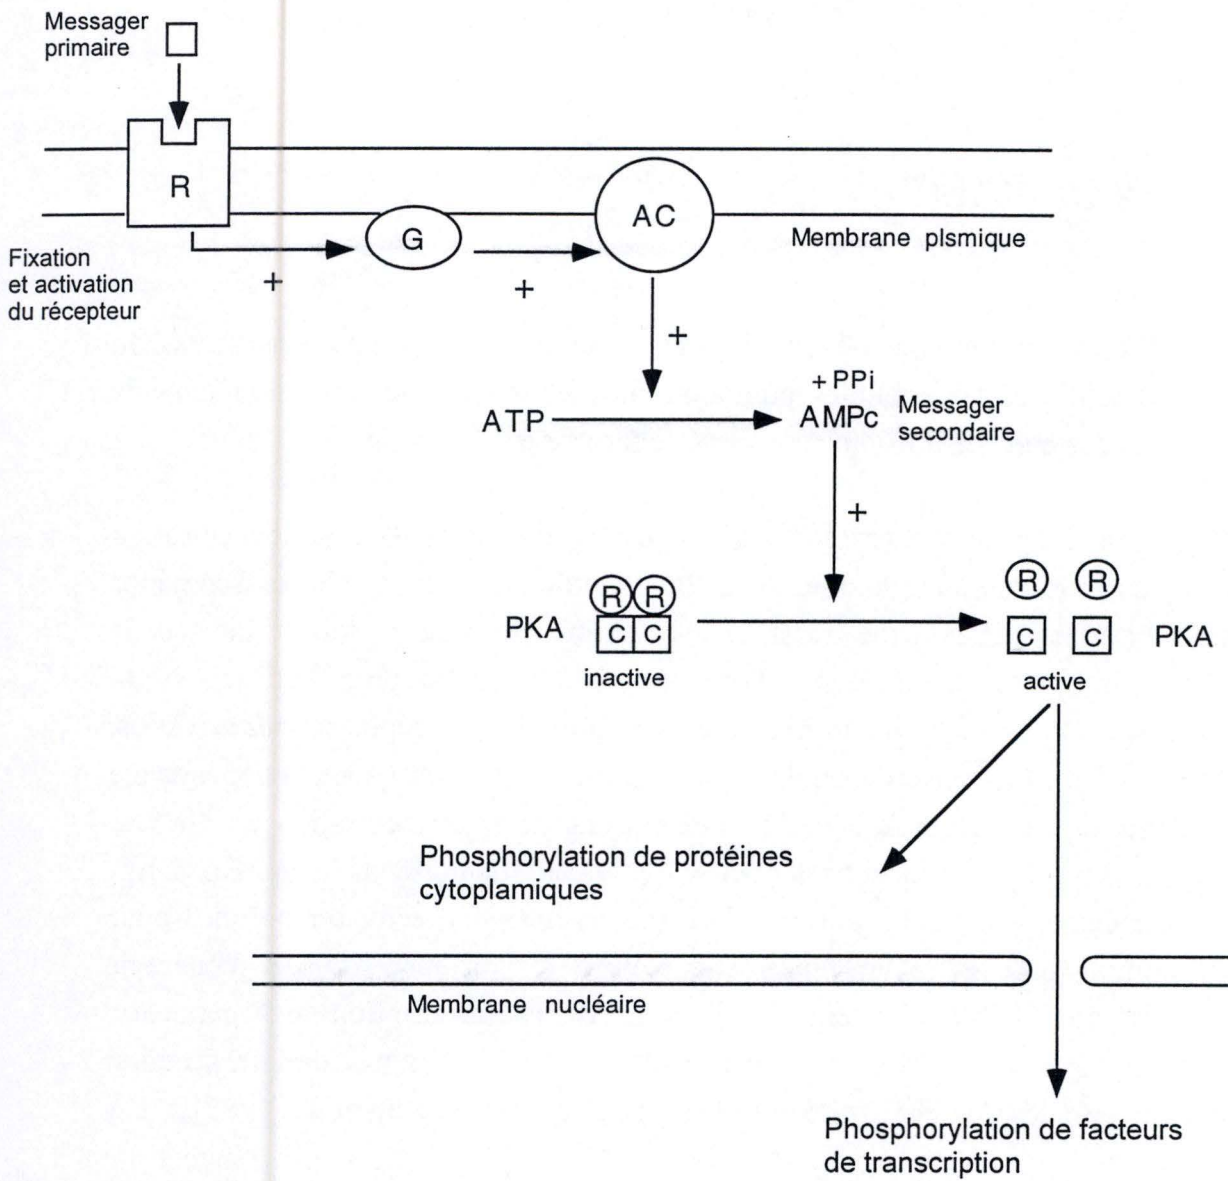 Messager
primaire
R
G
AC
Membrane plsmique
Fixation
et activation
du récepteur
+
+
+
+ PPi
ATP
AMPc
Messager
secondaire
+
PKA
R R
C C
inactive
R R
C C
PKA
active
Phosphorylation de protéines
cytoplamiques
Membrane nucléaire
Phosphorylation de facteurs
de transcription